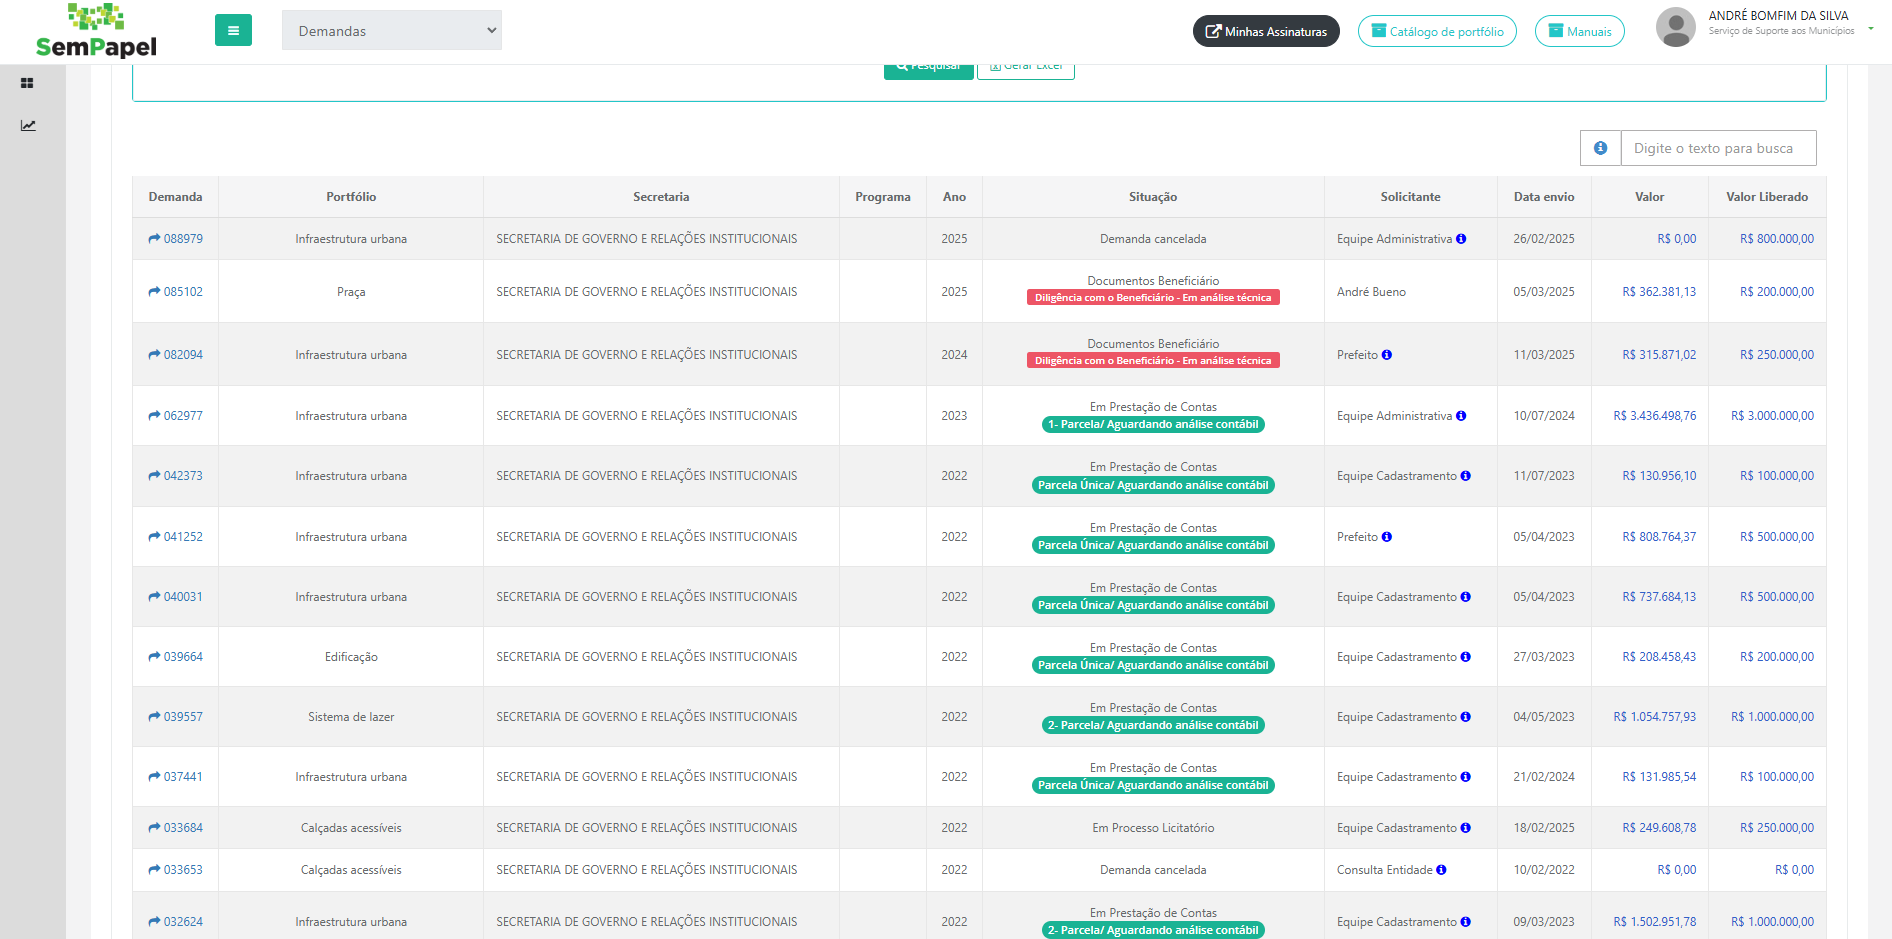 SemPapel
Demandas
Minhas Assinaturas
Catálogo de portfólio
Manuais
ANDRÉ BOMFIM DA SILVA
Serviço de Suporte aos Municípios
Pesquisar
Gerar Excel
Digite o texto para busca
Demanda Portfólio Secretaria Programa Ano Situação Solicitante Data envio Valor Valor Liberado
088979 Infraestrutura urbana SECRETARIA DE GOVERNO E RELAÇÕES INSTITUCIONAIS 2025 Demanda cancelada Equipe Administrativa 26/02/2025 R$ 0,00 R$ 800.000,00
Documentos Beneficiário
085102 Praça SECRETARIA DE GOVERNO E RELAÇÕES INSTITUCIONAIS 2025 Diligência com o Beneficiário - Em análise técnica André Bueno 05/03/2025 R$ 362.381,13 R$ 200.000,00
Documentos Beneficiário
082094 Infraestrutura urbana SECRETARIA DE GOVERNO E RELAÇÕES INSTITUCIONAIS 2024 Diligência com o Beneficiário - Em análise técnica Prefeito 11/03/2025 R$ 315.871,02 R$ 250.000,00
Em Prestação de Contas
062977 Infraestrutura urbana SECRETARIA DE GOVERNO E RELAÇÕES INSTITUCIONAIS 2023 1- Parcela/ Aguardando análise contábil Equipe Administrativa 10/07/2024 R$ 3.436.498,76 R$ 3.000.000,00
Em Prestação de Contas
042373 Infraestrutura urbana SECRETARIA DE GOVERNO E RELAÇÕES INSTITUCIONAIS 2022 Parcela Única/ Aguardando análise contábil Equipe Cadastramento 11/07/2023 R$ 130.956,10 R$ 100.000,00
Em Prestação de Contas
041252 Infraestrutura urbana SECRETARIA DE GOVERNO E RELAÇÕES INSTITUCIONAIS 2022 Parcela Única/ Aguardando análise contábil Prefeito 05/04/2023 R$ 808.764,37 R$ 500.000,00
Em Prestação de Contas
040031 Infraestrutura urbana SECRETARIA DE GOVERNO E RELAÇÕES INSTITUCIONAIS 2022 Parcela Única/ Aguardando análise contábil Equipe Cadastramento 05/04/2023 R$ 737.684,13 R$ 500.000,00
Em Prestação de Contas
039664 Edificação SECRETARIA DE GOVERNO E RELAÇÕES INSTITUCIONAIS 2022 Parcela Única/ Aguardando análise contábil Equipe Cadastramento 27/03/2023 R$ 208.458,43 R$ 200.000,00
Em Prestação de Contas
039557 Sistema de lazer SECRETARIA DE GOVERNO E RELAÇÕES INSTITUCIONAIS 2022 2- Parcela/ Aguardando análise contábil Equipe Cadastramento 04/05/2023 R$ 1.054.757,93 R$ 1.000.000,00
Em Prestação de Contas
037441 Infraestrutura urbana SECRETARIA DE GOVERNO E RELAÇÕES INSTITUCIONAIS 2022 Parcela Única/ Aguardando análise contábil Equipe Cadastramento 21/02/2024 R$ 131.985,54 R$ 100.000,00
033684 Calçadas acessíveis SECRETARIA DE GOVERNO E RELAÇÕES INSTITUCIONAIS 2022 Em Processo Licitatório Equipe Cadastramento 18/02/2025 R$ 249.608,78 R$ 250.000,00
033653 Calçadas acessíveis SECRETARIA DE GOVERNO E RELAÇÕES INSTITUCIONAIS 2022 Demanda cancelada Consulta Entidade 10/02/2022 R$ 0,00 R$ 0,00
Em Prestação de Contas
032624 Infraestrutura urbana SECRETARIA DE GOVERNO E RELAÇÕES INSTITUCIONAIS 2022 2- Parcela/ Aguardando análise contábil Equipe Cadastramento 09/03/2023 R$ 1.502.951,78 R$ 1.000.000,00